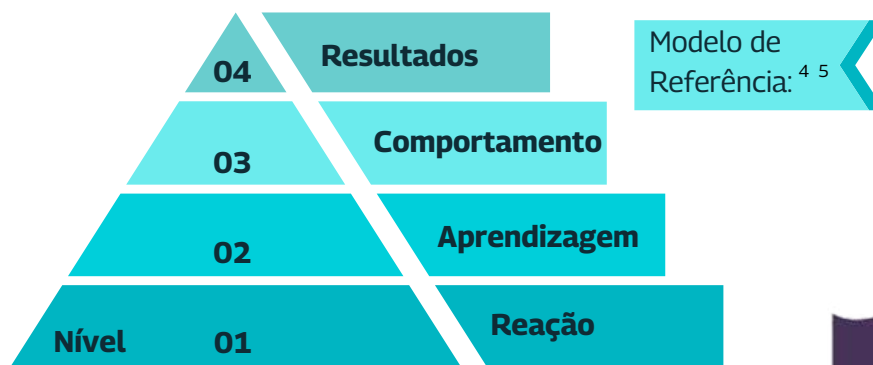 04 Resultados
Modelo de
Referência: 4 5
03 Comportamento
02 Aprendizagem
Nível 01 Reação